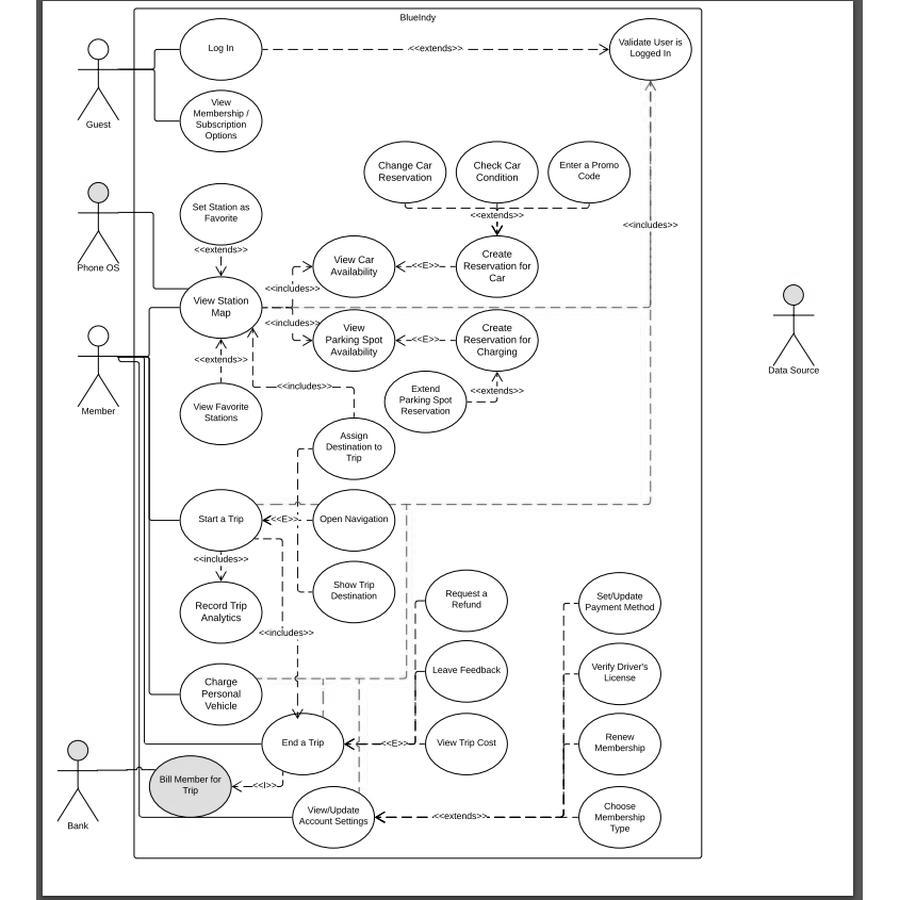 BlueIndy
Log In
<<extends>>
Validate User is
Logged In
Guest
View
Membership /
Subscription
Options
Change Car
Reservation
Check Car
Condition
Enter a Promo
Code
Set Station as
Favorite
<<extends>>
<<includes>>
Phone OS
<<extends>>
View Car
Availability
<<E>>
Create
Reservation for
Car
<<includes>>
View Station
Map
<<includes>>
View
Parking Spot
Availability
<<E>>
Create
Reservation for
Charging
Data Source
<<extends>>
<<includes>>
Extend
Parking Spot
Reservation
<<extends>>
Member
View Favorite
Stations
Assign
Destination to
Trip
Start a Trip
<<E>>
Open Navigation
<<includes>>
Show Trip
Destination
Request a
Refund
Set/Update
Payment Method
Record Trip
Analytics
<<includes>>
Leave Feedback
Verify Driver's
License
Charge
Personal
Vehicle
End a Trip
<<E>>
View Trip Cost
Renew
Membership
Bill Member for
Trip
<<I>>
Bank
View/Update
Account Settings
<<extends>>
Choose
Membership
Type